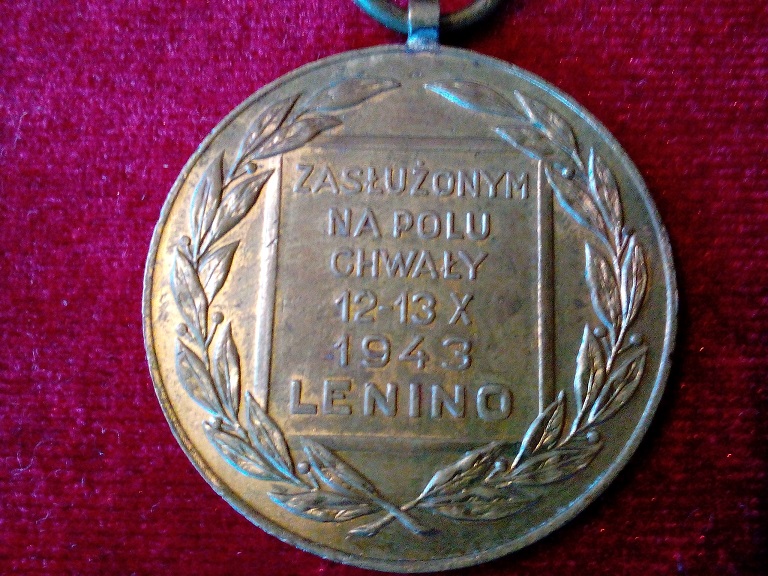 ZASŁUŻONYM
NA POLU
CHWAŁY
12-13 X
1943
LENINO